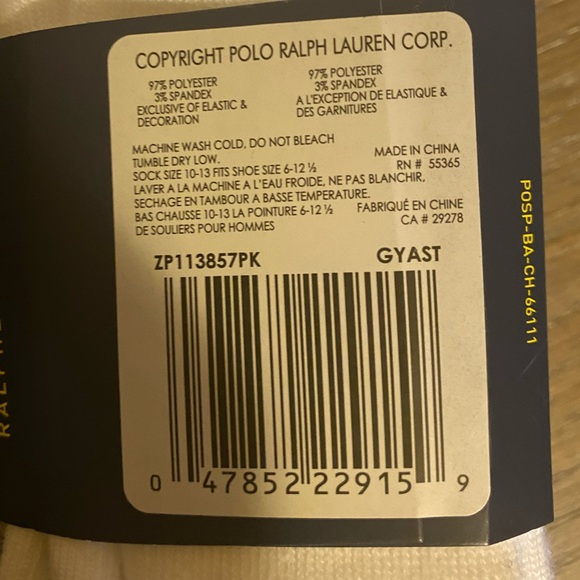 COPYRIGHT POLO RALPH LAUREN CORP.
97% POLYESTER
3% SPANDEX
EXCLUSIVE OF ELASTIC &
DECORATION
97% POLYESTER
3% SPANDEX
A L'EXCEPTION DE ELASTIQUE &
DES GARNITURES
MACHINE WASH COLD, DO NOT BLEACH
TUMBLE DRY LOW.
SOCK SIZE 10-13 FITS SHOE SIZE 6-12 ½
MADE IN CHINA
RN # 55365
LAVER A LA MACHINE A L'EAU FROIDE, NE PAS BLANCHIR,
SECHAGE EN TAMBOUR A BASSE TEMPERATURE.
BAS CHAUSSE 10-13 LA POINTURE 6-12 ½
DE SOULIERS POUR HOMMES
FABRIQUÉ EN CHINE
CA # 29278
ZP113857PK GYAST
0 47852 22915 9
POSP-BA-CH-66111